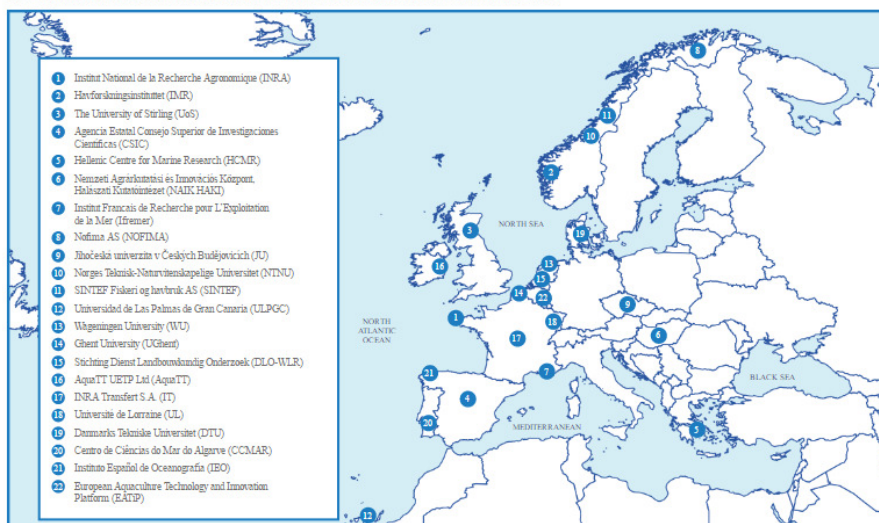 1 Institut National de la Recherche Agronomique (INRA)
2 Havforskningsinstituttet (IMR)
3 The University of Stirling (UoS)
4 Agencia Estatal Consejo Superior de Investigaciones
Cientificas (CSIC)
5 Hellenic Centre for Marine Research (HCMR)
6 Nemzeti Agrárkutatási és Innovációs Központ,
Halászati Kutatóintézet (NAIK HAKI)
7 Institut Francais de Recherche pour L'Exploitation
de la Mer (Ifremer)
8 Nofima AS (NOFIMA)
9 Jihočeská univerzita v Českých Budějovicích (JU)
10 Norges Teknisk-Naturvitenskapelige Universitet (NTNU)
11 SINTEF Fiskeri og havbruk AS (SINTEF)
12 Universidad de Las Palmas de Gran Canaria (ULPGC)
13 Wageningen University (WU)
14 Ghent University (UGhent)
15 Stichting Dienst Landbouwkundig Onderzoek (DLO-WLR)
16 AquaTT UETP Ltd (AquaTT)
17 INRA Transfert S.A. (IT)
18 Université de Lorraine (UL)
19 Danmarks Tekniske Universitet (DTU)
20 Centro de Ciências do Mar do Algarve (CCMAR)
21 Instituto Español de Oceanografia (IEO)
22 European Aquaculture Technology and Innovation
Platform (EATiP)
8
11
10
2
NORTH SEA
3
19
16
13
15
14
22
9
NORTH
ATLANTIC
OCEAN
1
18
17
6
7
21
BLACK SEA
4
20
MEDITERRANEAN
5
12